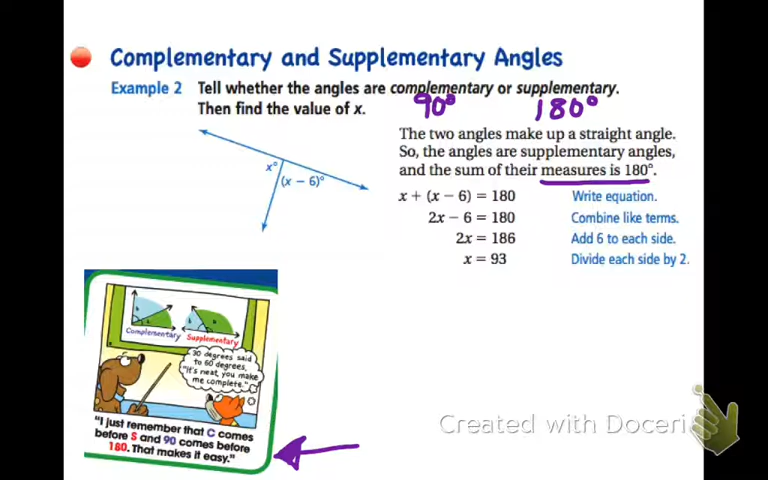 Complementary and Supplementary Angles
Example 2 Tell whether the angles are complementary or supplementary.
Then find the value of x.
90° 180°
x°
(x − 6)°
The two angles make up a straight angle.
So, the angles are supplementary angles,
and the sum of their measures is 180°.
x + (x − 6) = 180 Write equation.
2x − 6 = 180 Combine like terms.
2x = 186 Add 6 to each side.
x = 93 Divide each side by 2.
Complementary Supplementary
30 degrees said
to 60 degrees,
"It's neat, you make
me complete."
"I just remember that C comes
before S and 90 comes before
180. That makes it easy."
Created with Doceri